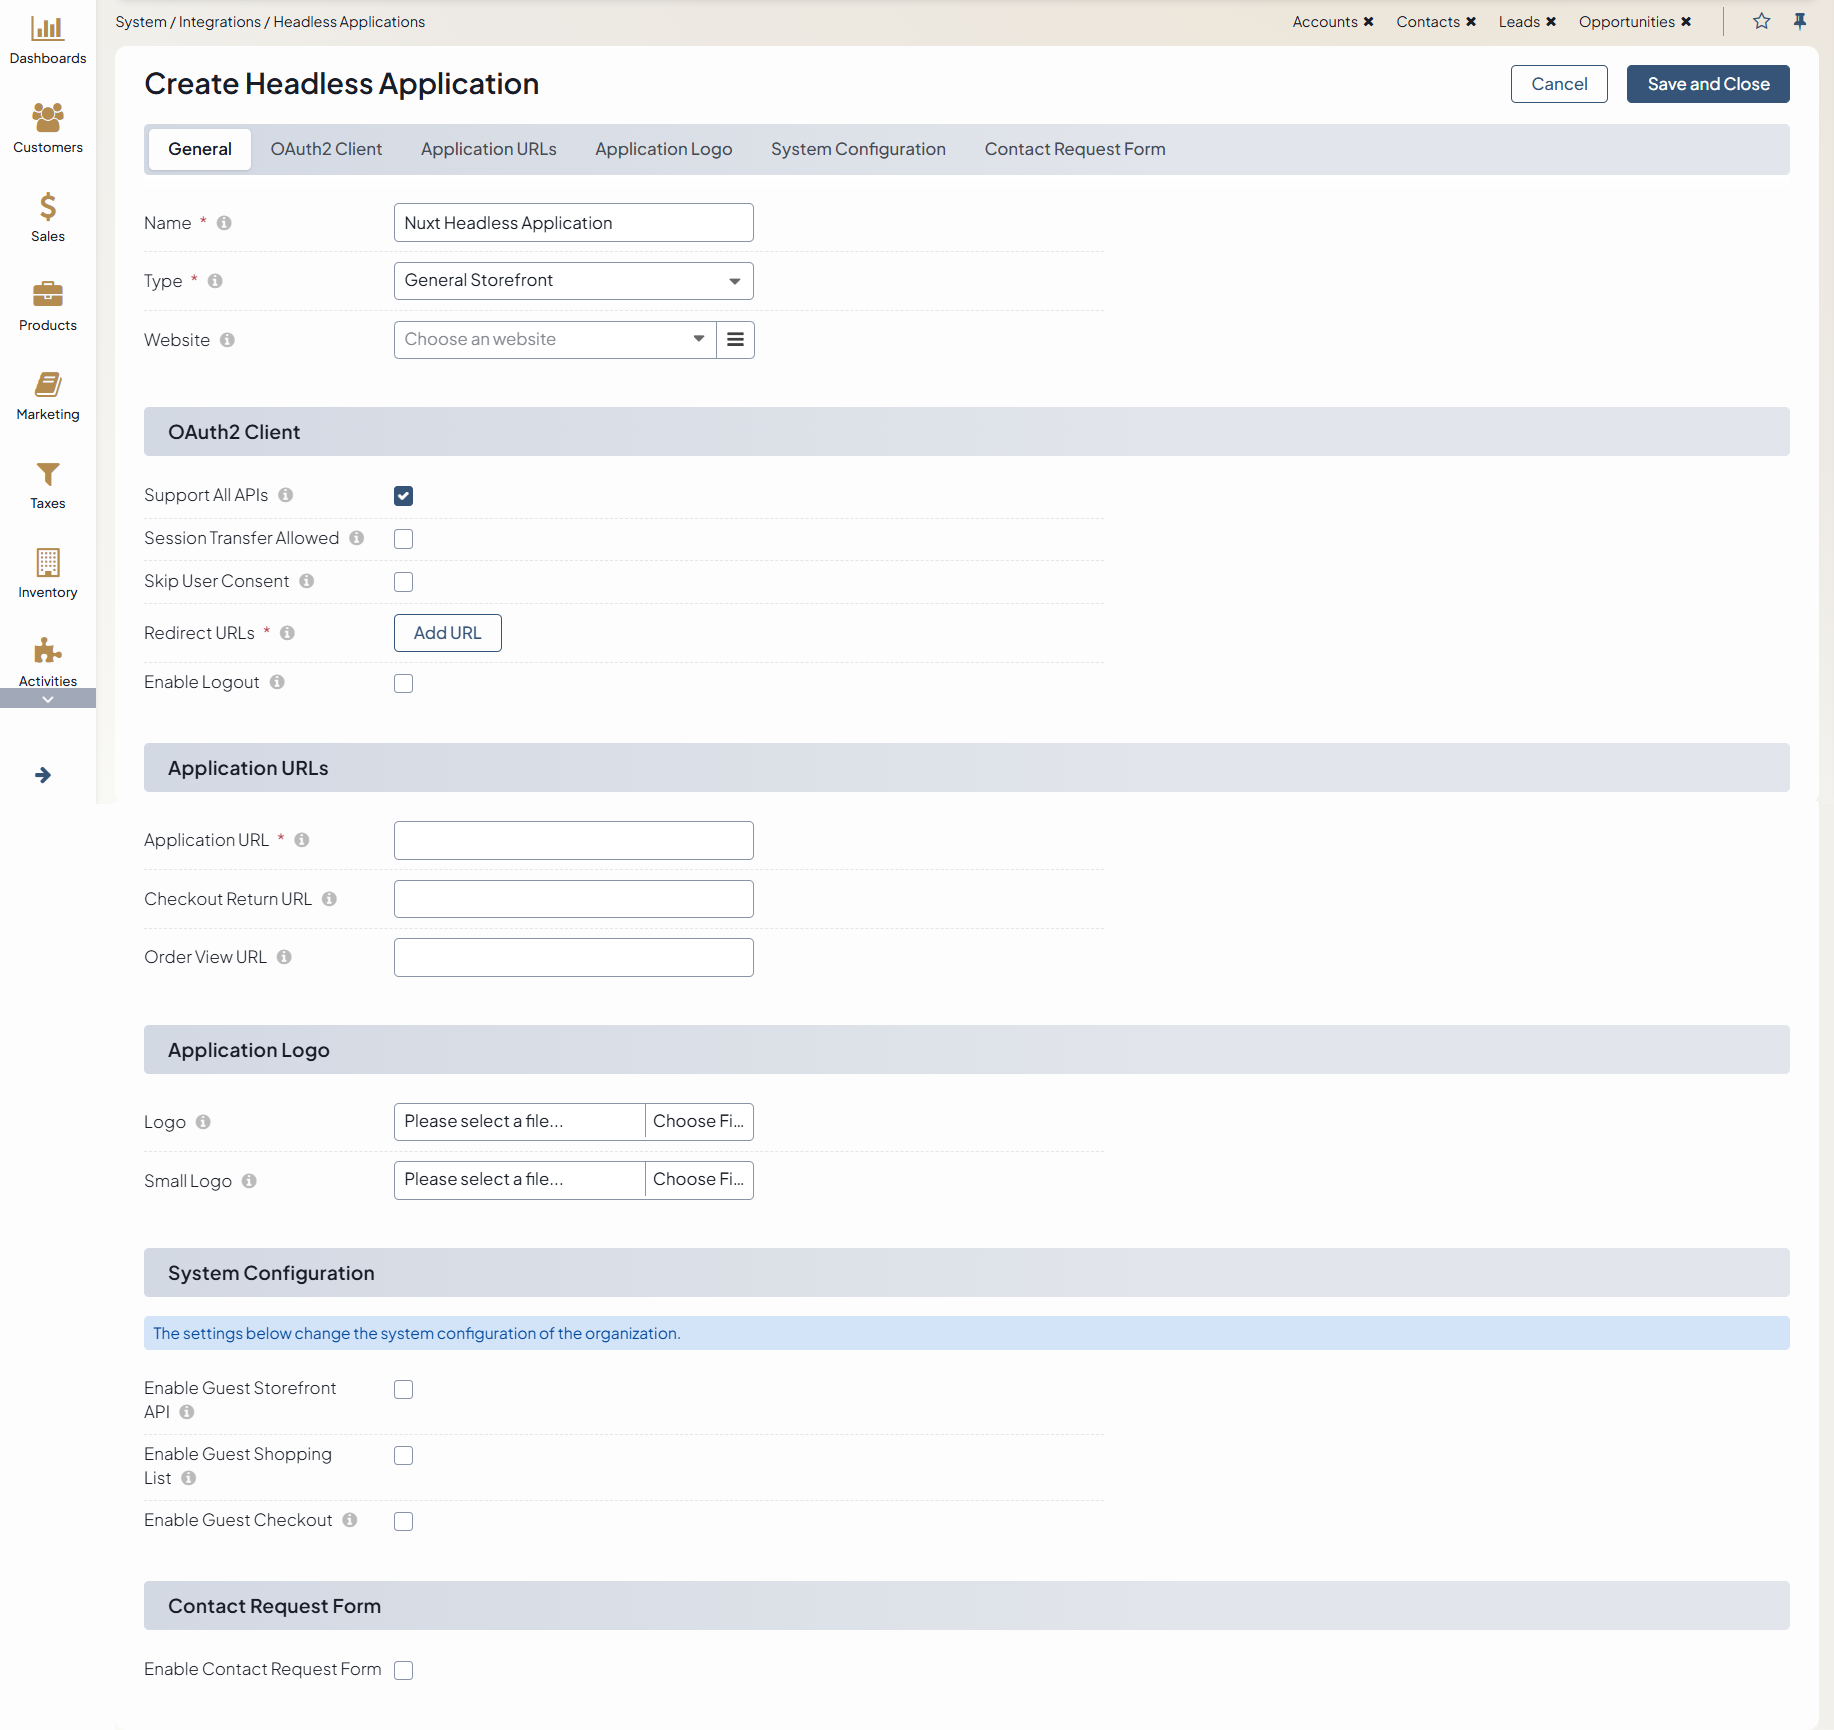 System / Integrations / Headless Applications
Accounts ✖ Contacts ✖ Leads ✖ Opportunities ✖
Dashboards
Customers
Sales
Products
Marketing
Taxes
Inventory
Activities
Create Headless Application
Cancel
Save and Close
General OAuth2 Client Application URLs Application Logo System Configuration Contact Request Form
Name * Nuxt Headless Application
Type * General Storefront
Website Choose an website
OAuth2 Client
Support All APIs
Session Transfer Allowed
Skip User Consent
Redirect URLs * Add URL
Enable Logout
Application URLs
Application URL *
Checkout Return URL
Order View URL
Application Logo
Logo Please select a file... Choose Fi...
Small Logo Please select a file... Choose Fi...
System Configuration
The settings below change the system configuration of the organization.
Enable Guest Storefront
API
Enable Guest Shopping
List
Enable Guest Checkout
Contact Request Form
Enable Contact Request Form